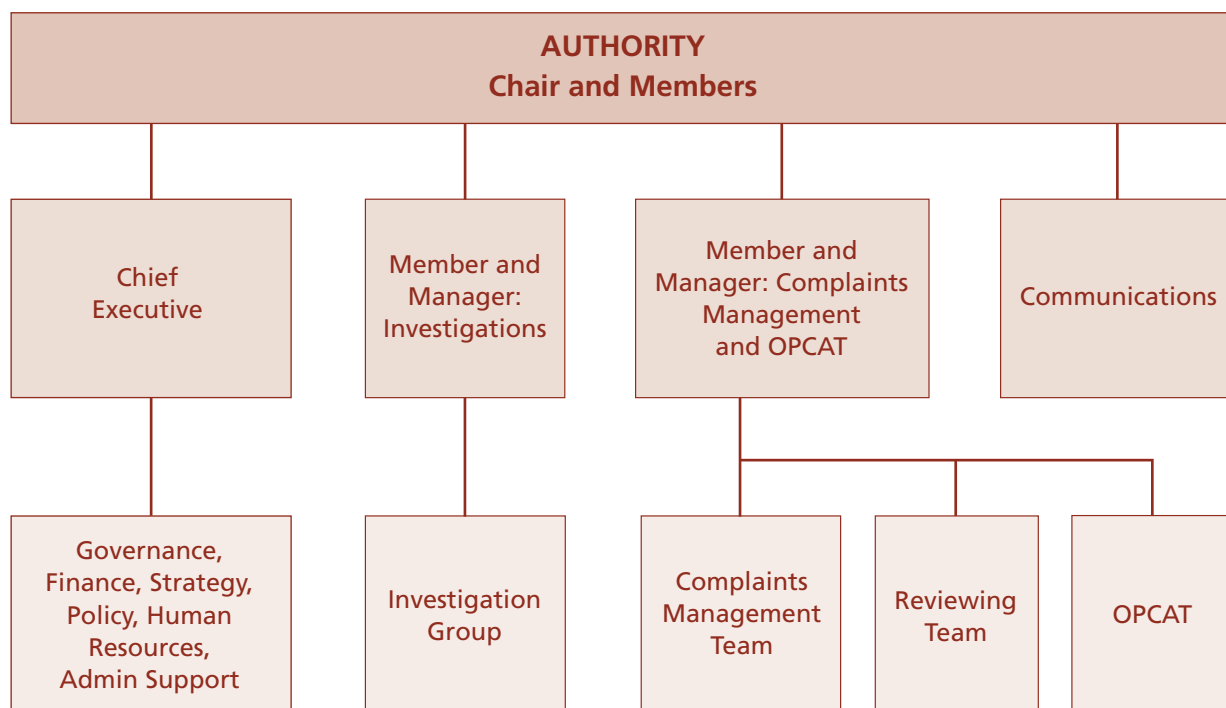 AUTHORITY
Chair and Members
Chief
Executive
Member and
Manager:
Investigations
Member and
Manager: Complaints
Management
and OPCAT
Communications
Governance,
Finance, Strategy,
Policy, Human
Resources,
Admin Support
Investigation
Group
Complaints
Management
Team
Reviewing
Team
OPCAT